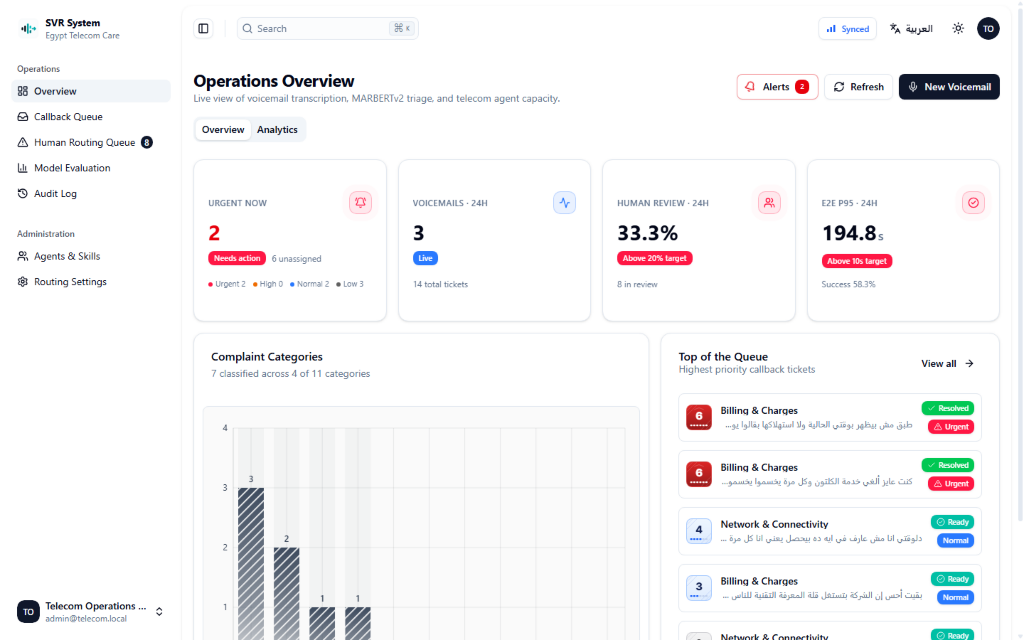 SVR System
Egypt Telecom Care
Operations
Overview
Callback Queue
Human Routing Queue 8
Model Evaluation
Audit Log
Administration
Agents & Skills
Routing Settings
TO
Telecom Operations ...
admin@telecom.local
Search
⌘ K
Synced
العربية
TO
Operations Overview
Live view of voicemail transcription, MARBERTv2 triage, and telecom agent capacity.
Alerts 2
Refresh
New Voicemail
Overview
Analytics
URGENT NOW
2
Needs action 6 unassigned
Urgent 2 High 0 Normal 2 Low 3
VOICEMAILS · 24H
3
Live
14 total tickets
HUMAN REVIEW · 24H
33.3%
Above 20% target
8 in review
E2E P95 · 24H
194.8s
Above 10s target
Success 58.3%
Complaint Categories
7 classified across 4 of 11 categories
4
3
2
1
3
2
1
1
Top of the Queue
Highest priority callback tickets
View all
6
Billing & Charges
طبق مش بيظهر بوقتي الحالية ولا استهلاكها بقالوا يو...
Resolved
Urgent
6
Billing & Charges
كنت عايز ألغي خدمة الكلتون وكل مرة يخسموا يخسمو...
Resolved
Urgent
4
Network & Connectivity
دلوقتي انا مش عارف في ايه ده بيحصل يعني انا كل مرة ...
Ready
Normal
3
Billing & Charges
بقيت أحس إن الشركة بتستغل قلة المعرفة التقنية للناس ...
Ready
Normal
Network & Connectivity
Ready